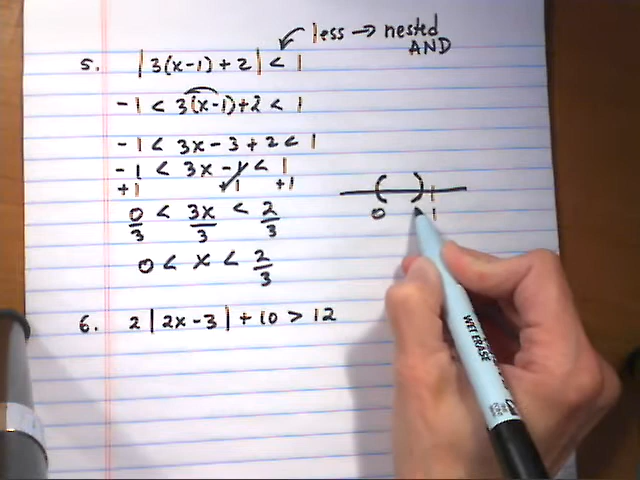 less → nested
AND
5. |3(x-1)+2| < 1
-1 < 3(x-1)+2 < 1
-1 < 3x-3+2 < 1
-1 < 3x-1 < 1
+1 +1 +1
0/3 < 3x/3 < 2/3
0 1
0 < x < 2/3
6. 2|2x-3|+10 > 12
WET ERASE